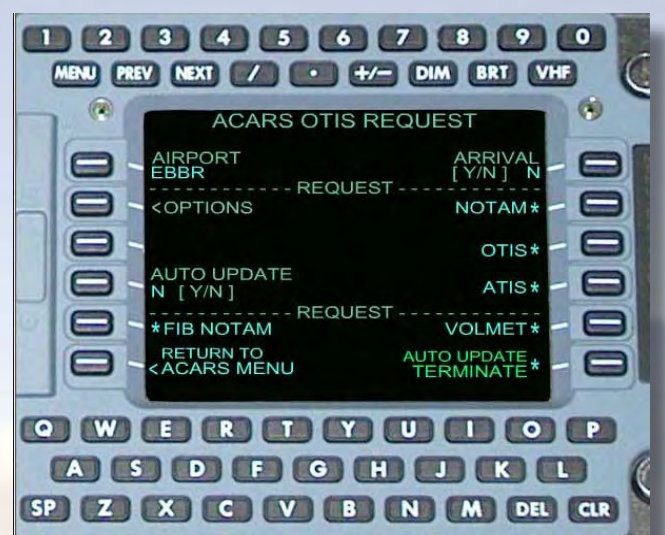 1 2 3 4 5 6 7 8 9 0
MENU PREV NEXT / • +/− DIM BRT VHF
ACARS OTIS REQUEST
AIRPORT ARRIVAL
EBBR [ Y/N ] N
REQUEST
<OPTIONS NOTAM*
OTIS*
AUTO UPDATE
N [ Y/N ] ATIS*
REQUEST
*FIB NOTAM VOLMET*
RETURN TO AUTO UPDATE
<ACARS MENU TERMINATE*
Q W E R T Y U I O P
A S D F G H J K L
SP Z X C V B N M DEL CLR